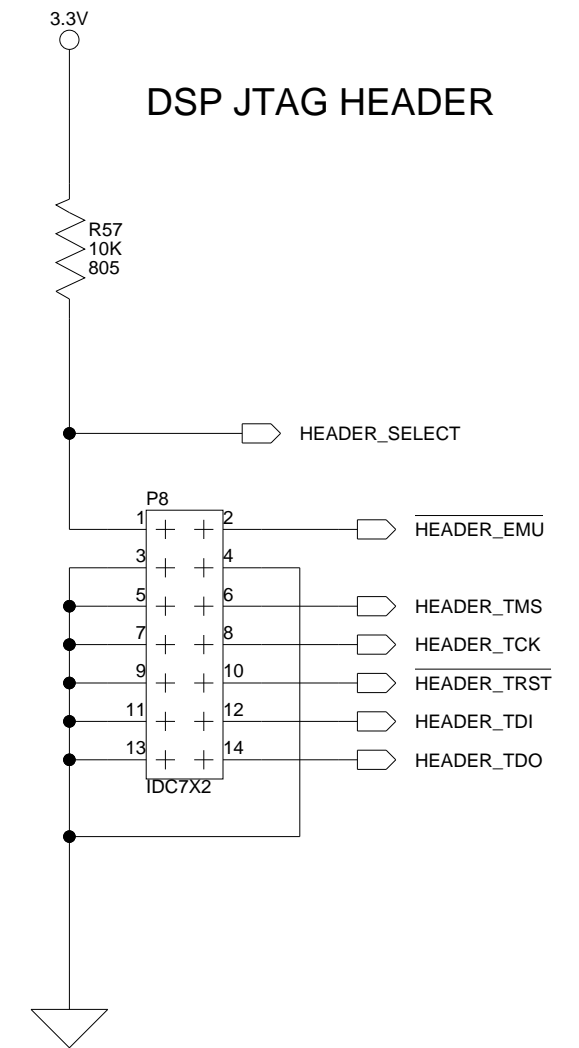 3.3V
DSP JTAG HEADER
R57
10K
805
HEADER_SELECT
P8
1
2
HEADER_EMU
3
4
5
6
HEADER_TMS
7
8
HEADER_TCK
9
10
HEADER_TRST
11
12
HEADER_TDI
13
14
HEADER_TDO
IDC7X2